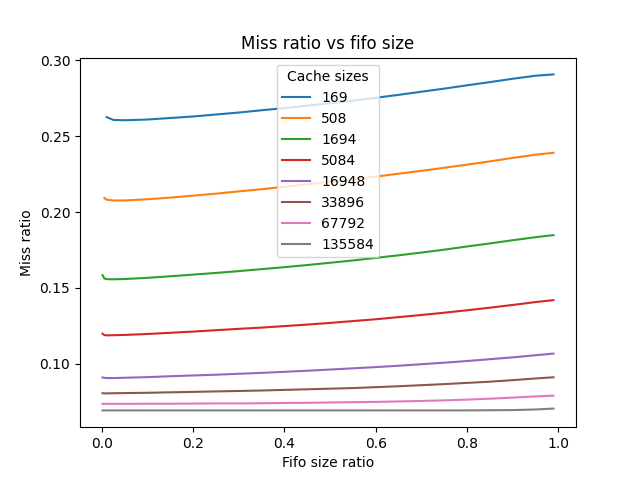 Miss ratio vs fifo size
Cache sizes
169
508
1694
5084
16948
33896
67792
135584
Miss ratio
0.30
0.25
0.20
0.15
0.10
0.0 0.2 0.4 0.6 0.8 1.0
Fifo size ratio